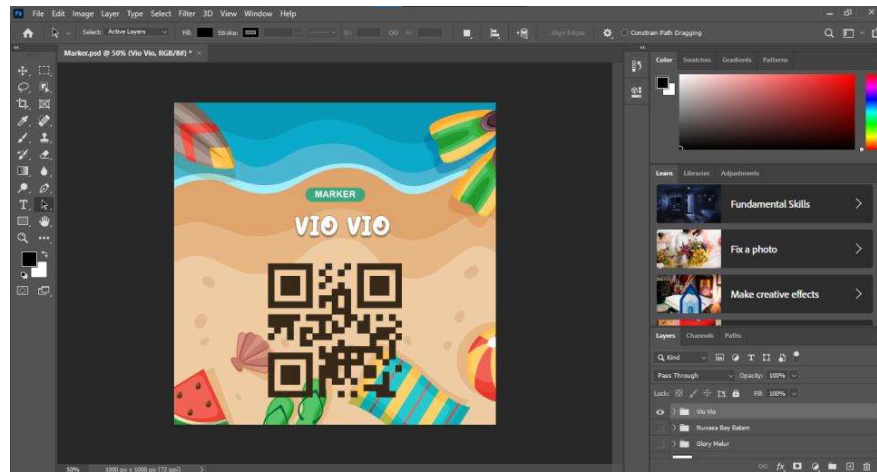 Ps File Edit Image Layer Type Select Filter 3D View Window Help
Select: Active Layers Fill: Stroke: W: H: Align Edges Constrain Path Dragging
Marker.psd @ 50% (Vio Vio, RGB/8#) * ×
MARKER
VIO VIO
50% 1000 px x 1000 px (72 ppi)
Color Swatches Gradients Patterns
Learn Libraries Adjustments
Fundamental Skills
Fix a photo
Make creative effects
Layers Channels Paths
Kind
Pass Through Opacity: 100%
Lock: Fill: 100%
Vio Vio
Nuvasa Bay Batam
Glory Melur